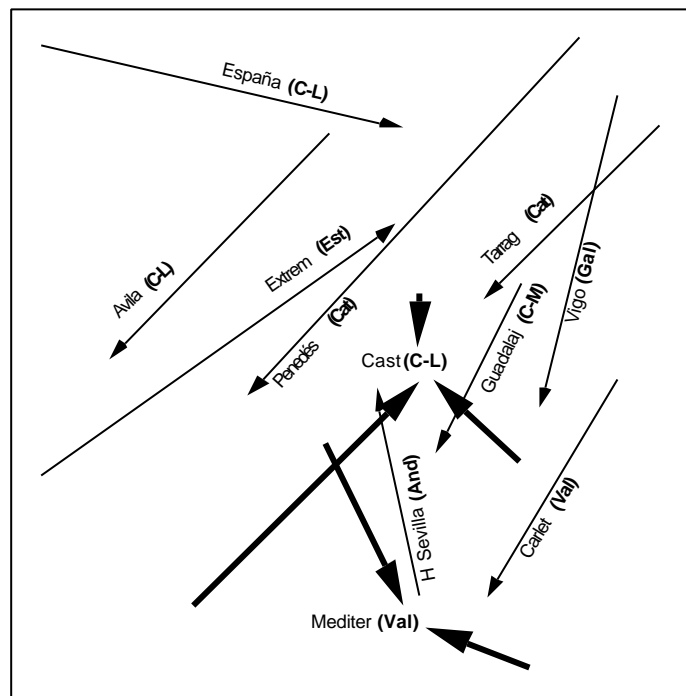 España (C-L)
Avila (C-L)
Extrem (Est)
Penedés (Cat)
Tarrag (Cat)
Vigo (Gal)
Guadalaj (C-M)
Cast (C-L)
H Sevilla (And)
Carlet (Val)
Mediter (Val)